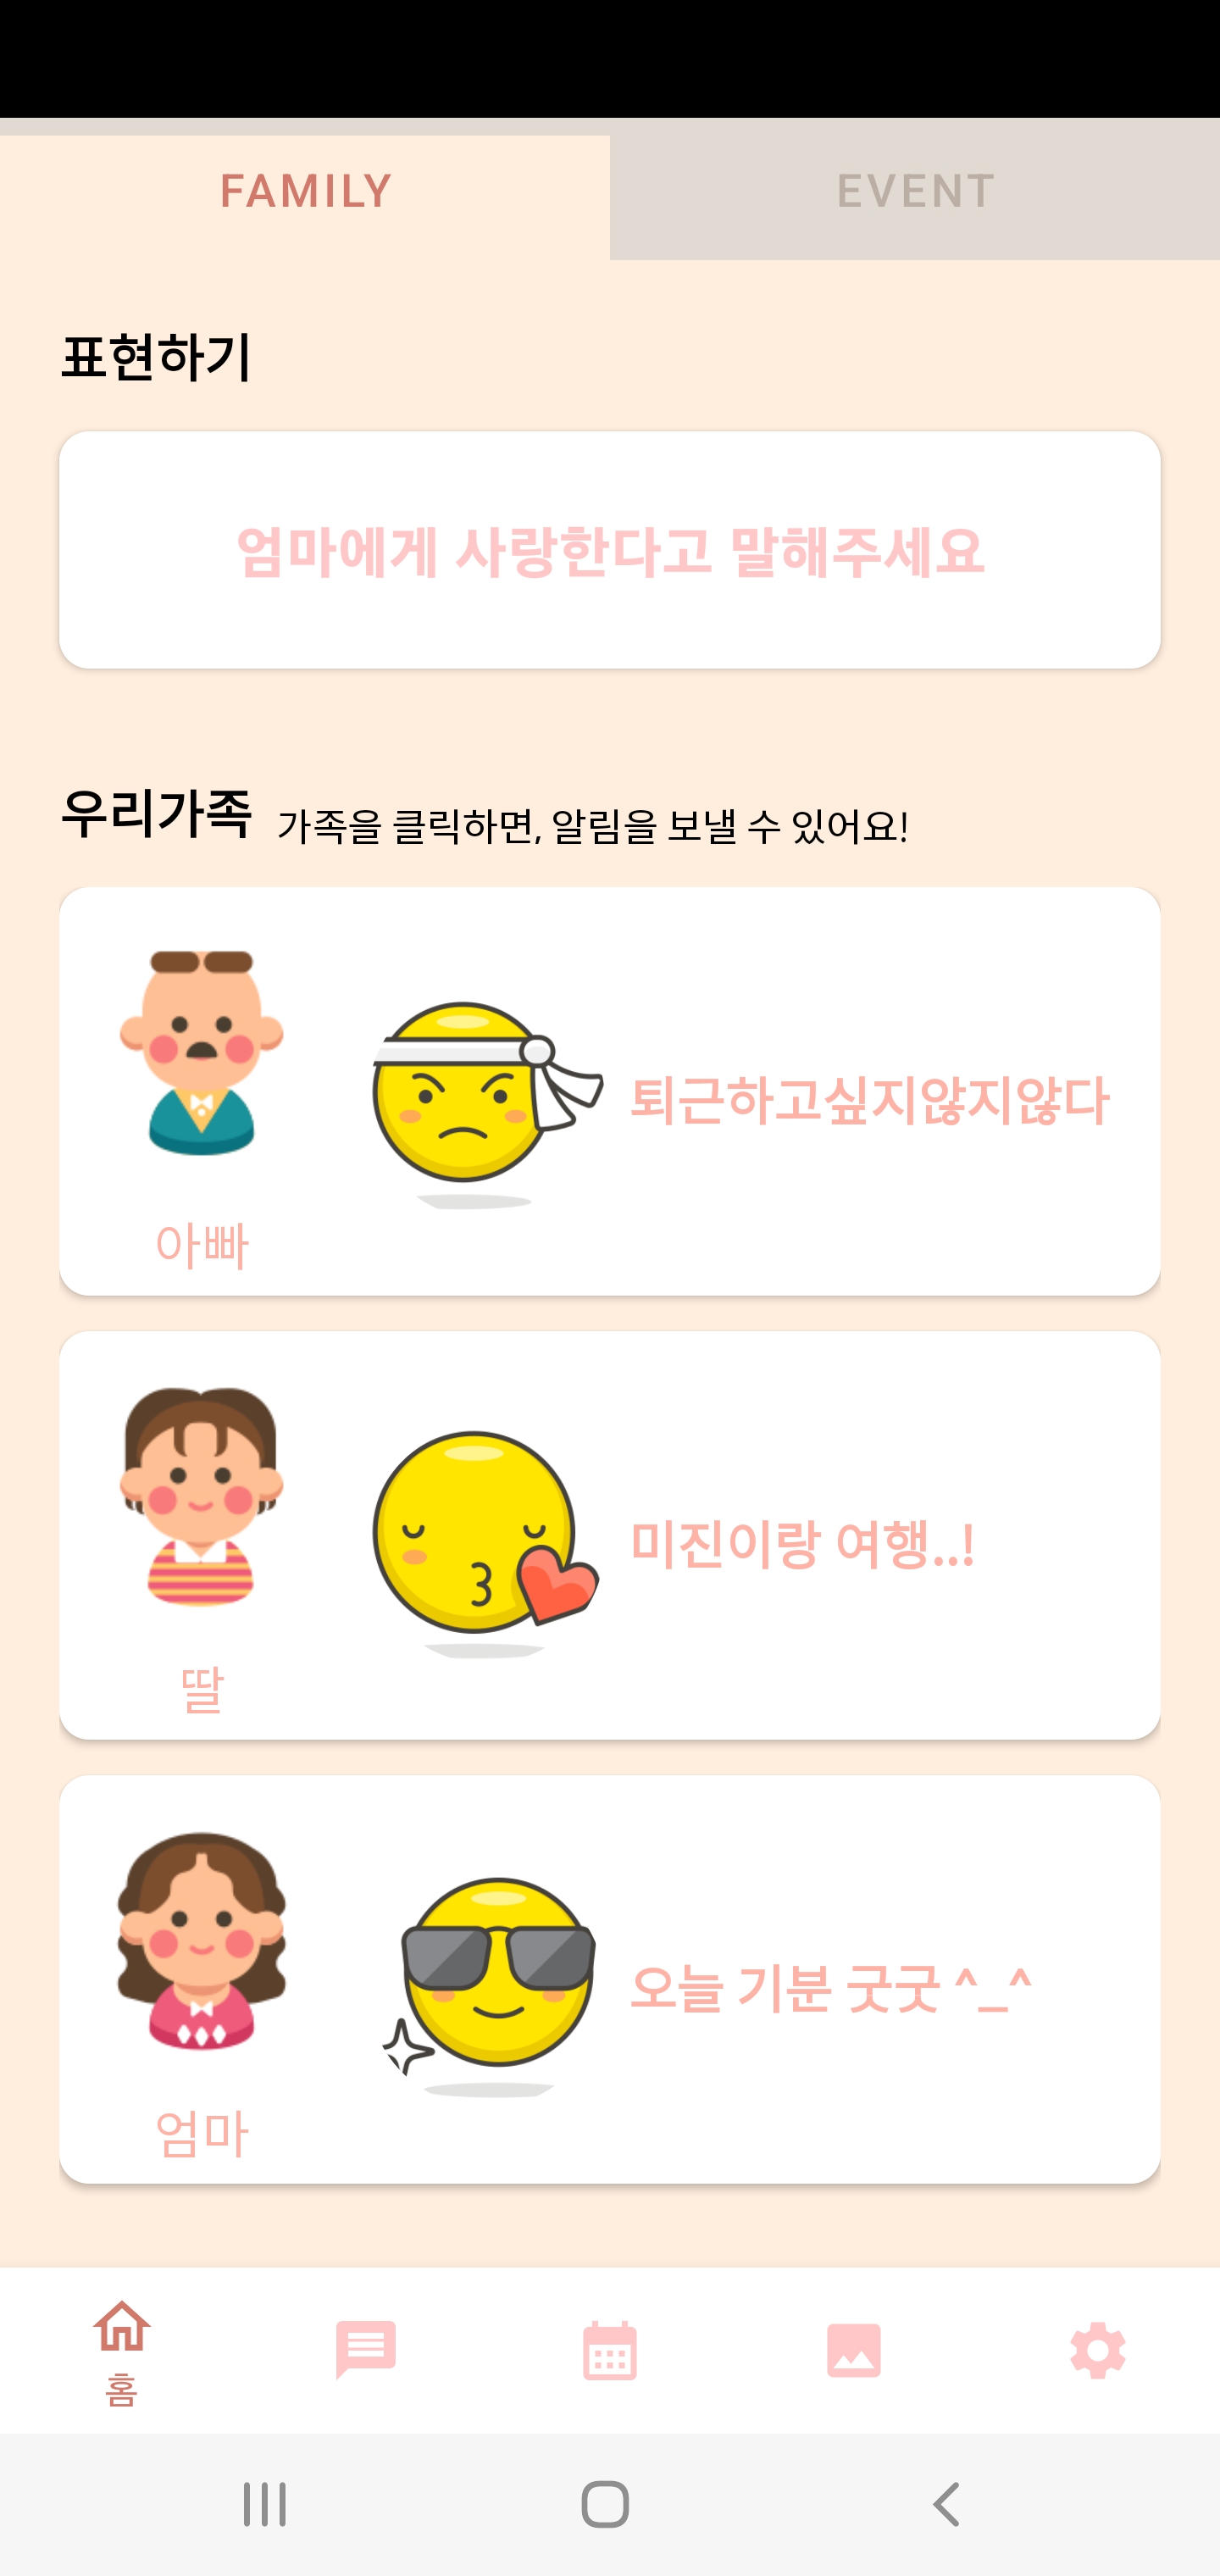 FAMILY
EVENT
표현하기
엄마에게 사랑한다고 말해주세요
우리가족 가족을 클릭하면, 알림을 보낼 수 있어요!
퇴근하고싶지않지않다
아빠
미진이랑 여행..!
딸
오늘 기분 굿굿 ^_^
엄마
홈